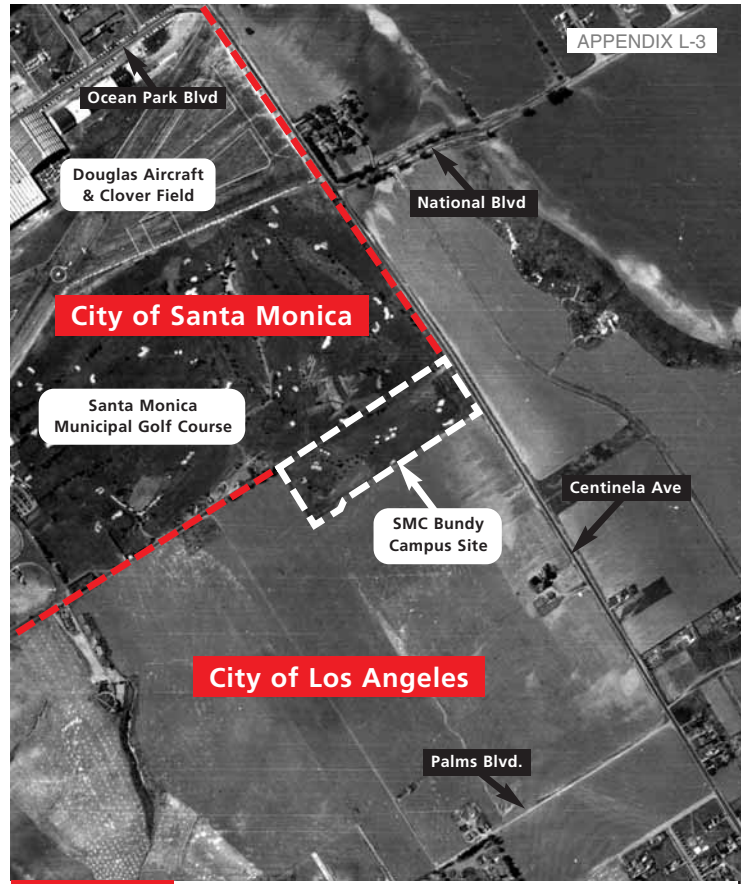 APPENDIX L-3
Ocean Park Blvd
Douglas Aircraft
& Clover Field
National Blvd
City of Santa Monica
Santa Monica
Municipal Golf Course
Centinela Ave
SMC Bundy
Campus Site
City of Los Angeles
Palms Blvd.